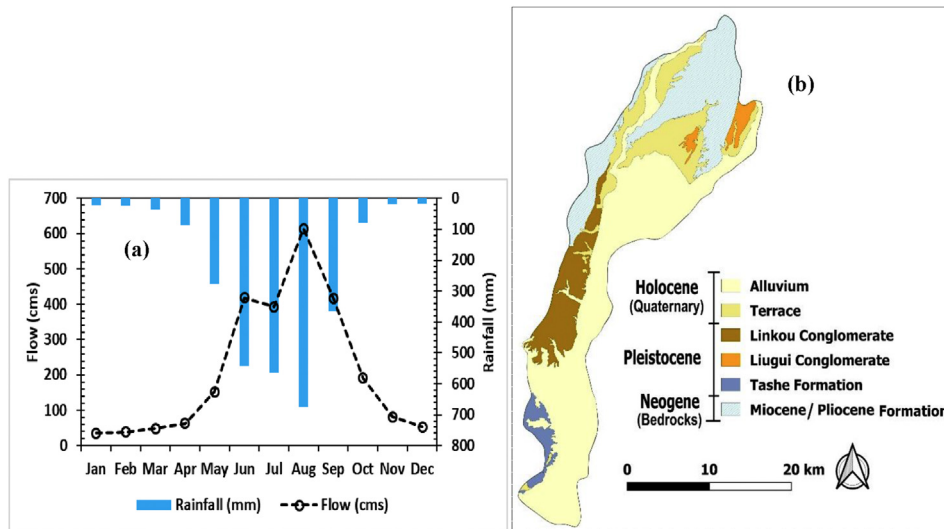 (a)
Flow (cms)
700
600
500
400
300
200
100
0
Rainfall (mm)
0
100
200
300
400
500
600
700
800
Jan Feb Mar Apr May Jun Jul Aug Sep Oct Nov Dec
Rainfall (mm) Flow (cms)
(b)
Holocene
(Quaternary)
Pleistocene
Neogene
(Bedrocks)
Alluvium
Terrace
Linkou Conglomerate
Liugui Conglomerate
Tashe Formation
Miocene/ Pliocene Formation
0 10 20 km